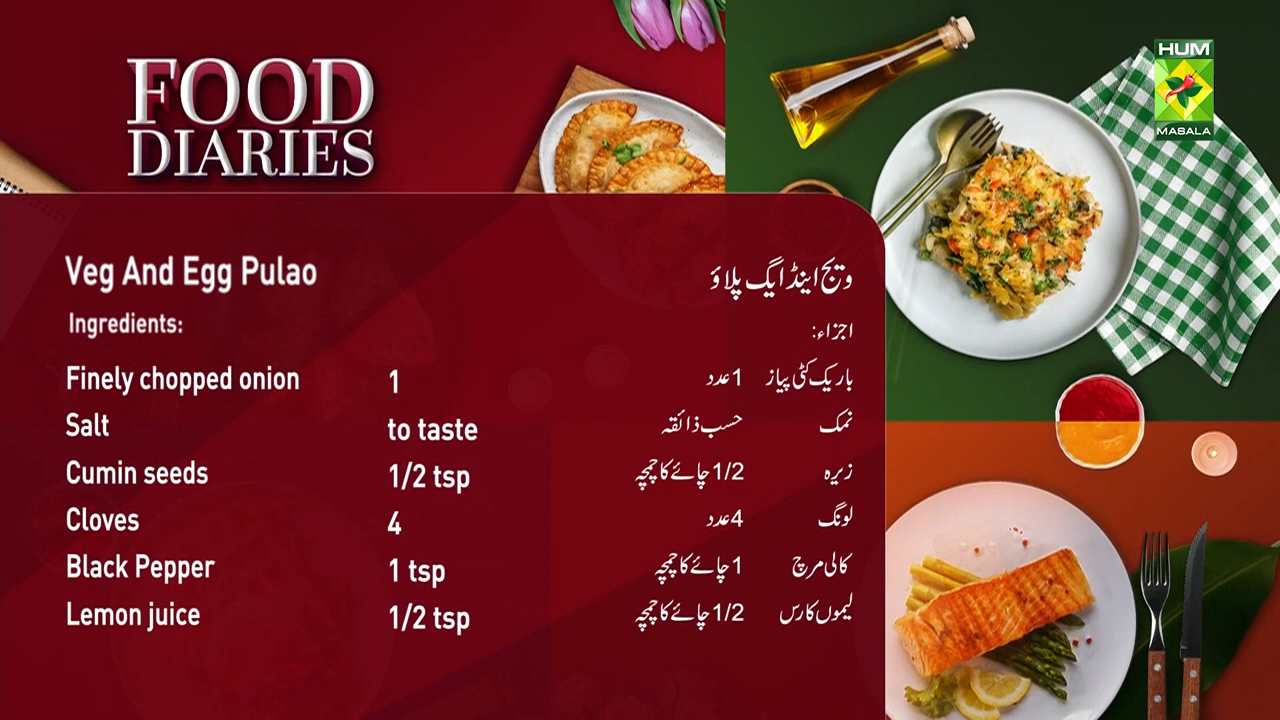 FOOD
DIARIES
HUM
MASALA
Veg And Egg Pulao ویج اینڈ ایگ پلاؤ
Ingredients: اجزاء:
Finely chopped onion 1 باریک کٹی پیاز 1 عدد
Salt to taste نمک حسب ذائقہ
Cumin seeds 1/2 tsp زیرہ 1/2 چائے کا چمچہ
Cloves 4 لونگ 4 عدد
Black Pepper 1 tsp کالی مرچ 1 چائے کا چمچہ
Lemon juice 1/2 tsp لیموں کا رس 1/2 چائے کا چمچہ